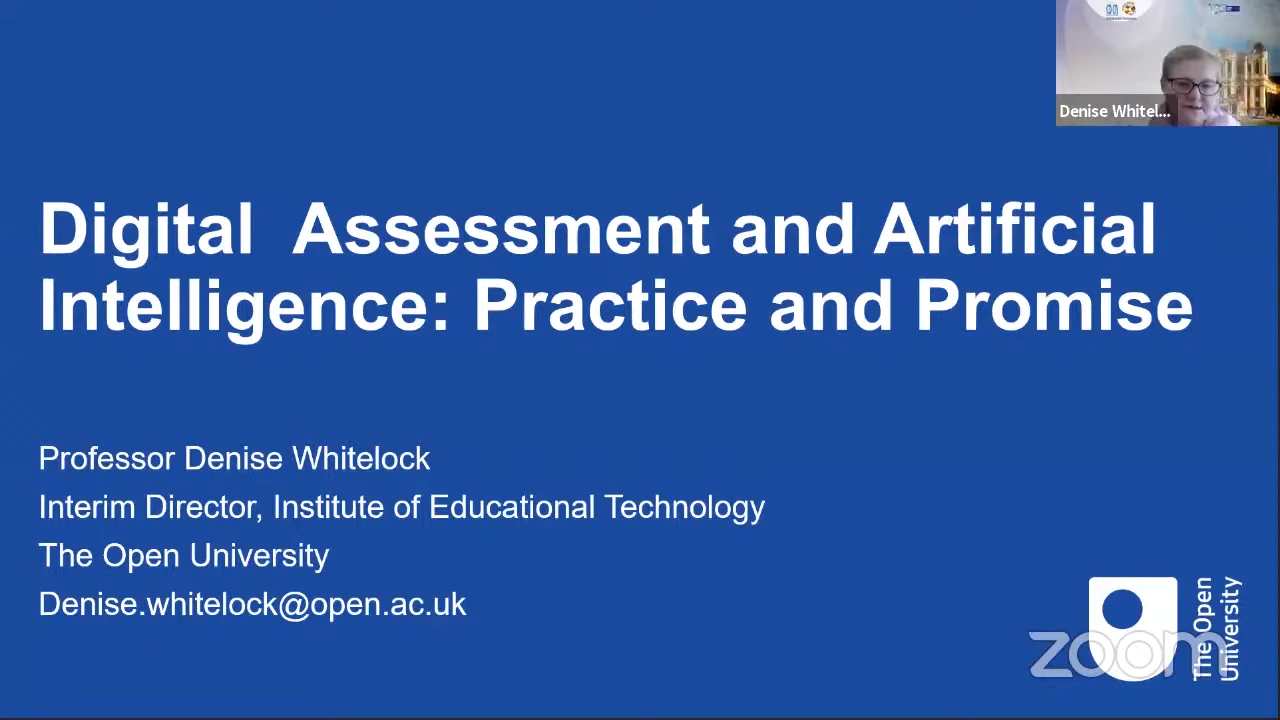 Denise Whitel...
Digital  Assessment and Artificial
Intelligence: Practice and Promise
Professor Denise Whitelock
Interim Director, Institute of Educational Technology
The Open University
Denise.whitelock@open.ac.uk
The Open
University
zoom